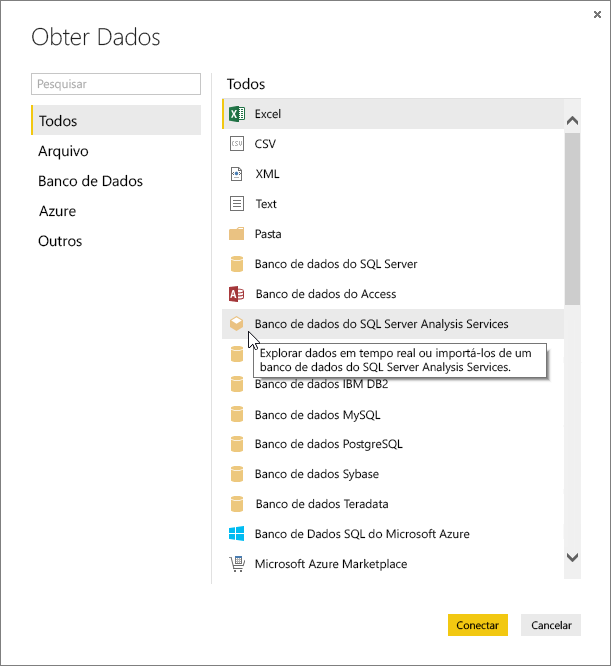 Obter Dados
Pesquisar
Todos
Arquivo
Banco de Dados
Azure
Outros
Todos
Excel
CSV
XML
Text
Pasta
Banco de dados do SQL Server
Banco de dados do Access
Banco de dados do SQL Server Analysis Services
Explorar dados em tempo real ou importá-los de um
banco de dados do SQL Server Analysis Services.
Banco de dados IBM DB2
Banco de dados MySQL
Banco de dados PostgreSQL
Banco de dados Sybase
Banco de dados Teradata
Banco de Dados SQL do Microsoft Azure
Microsoft Azure Marketplace
Conectar
Cancelar